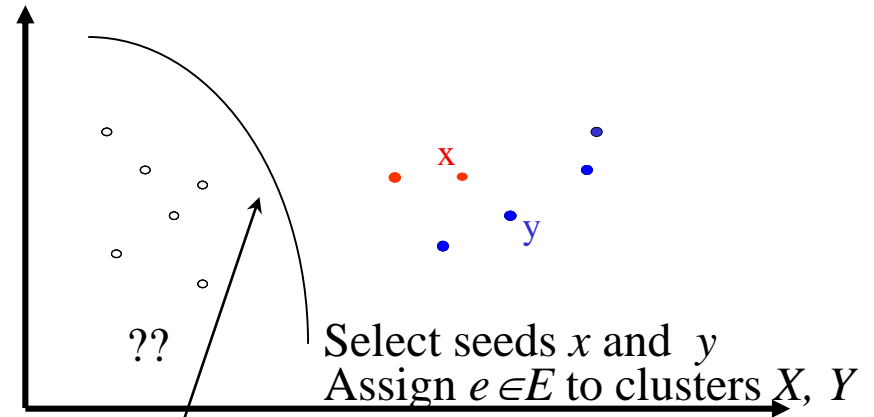 x
y
??
Select seeds x and y
Assign e∈E to clusters X, Y